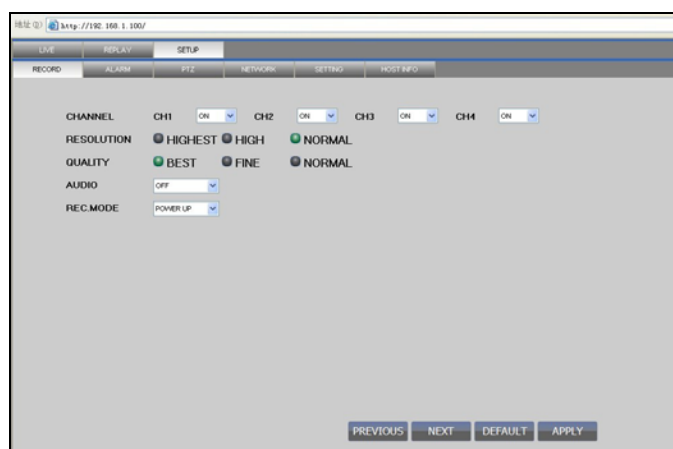 地址(D) http://192.168.1.100/
LIVE REPLAY SETUP
RECORD ALARM PTZ NETWORK SETTING HOST INFO
CHANNEL CH1 ON CH2 ON CH3 ON CH4 ON
RESOLUTION HIGHEST HIGH NORMAL
QUALITY BEST FINE NORMAL
AUDIO OFF
REC.MODE POWER UP
PREVIOUS NEXT DEFAULT APPLY